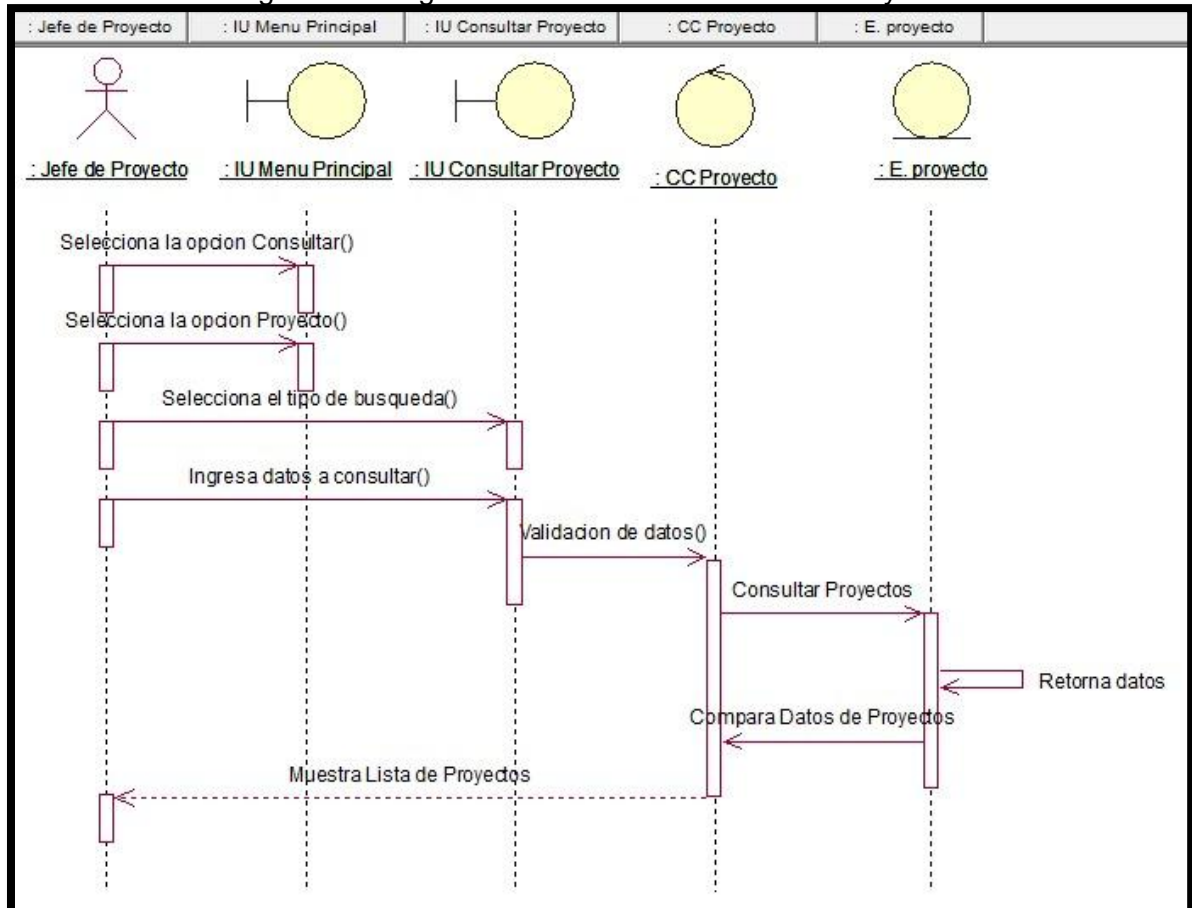 : Jefe de Proyecto : IU Menu Principal : IU Consultar Proyecto : CC Proyecto : E. proyecto
: Jefe de Proyecto : IU Menu Principal : IU Consultar Proyecto : CC Proyecto : E. proyecto
Selecciona la opcion Consultar()
Selecciona la opcion Proyecto()
Selecciona el tipo de busqueda()
Ingresa datos a consultar()
Validacion de datos()
Consultar Proyectos
Retorna datos
Compara Datos de Proyectos
Muestra Lista de Proyectos